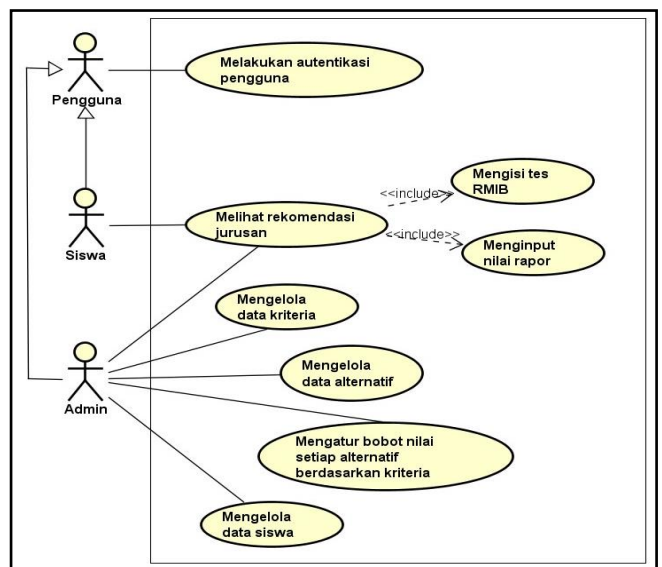 Melakukan autentikasi
pengguna
Pengguna
<<include>>
Mengisi tes
RMIB
Melihat rekomendasi
jurusan
<<include>>
Menginput
nilai rapor
Siswa
Mengelola
data kriteria
Mengelola
data alternatif
Admin
Mengatur bobot nilai
setiap alternatif
berdasarkan kriteria
Mengelola
data siswa